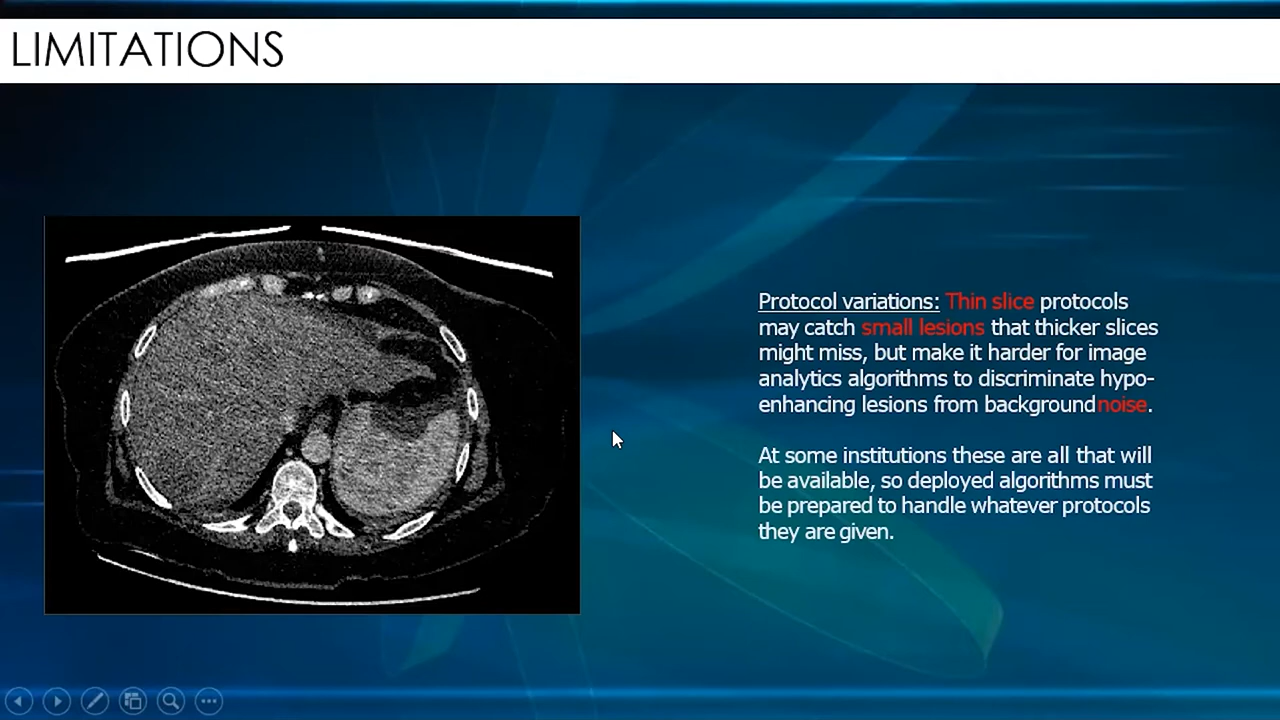 LIMITATIONS
Protocol variations: Thin slice protocols
may catch small lesions that thicker slices
might miss, but make it harder for image
analytics algorithms to discriminate hypo-
enhancing lesions from background noise.
At some institutions these are all that will
be available, so deployed algorithms must
be prepared to handle whatever protocols
they are given.